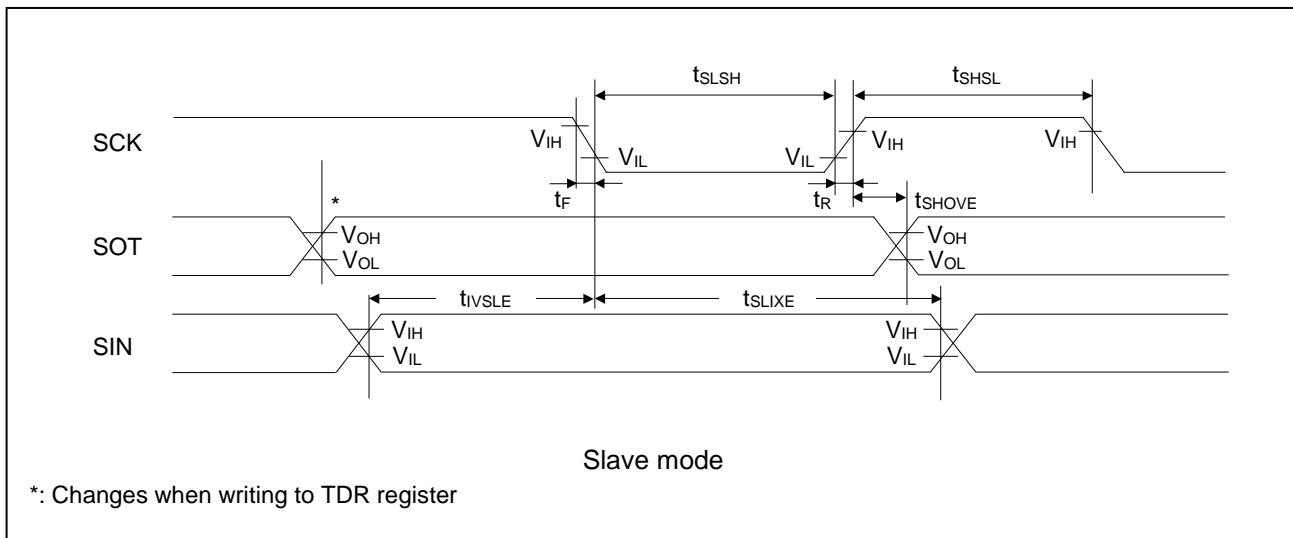 tSLSH tSHSL
SCK VIH VIL VIL VIH VIH
tF tR tSHOVE
*
SOT VOH VOH
VOL VOL
tIVSLE tSLIXE
SIN VIH VIH
VIL VIL
Slave mode
*: Changes when writing to TDR register